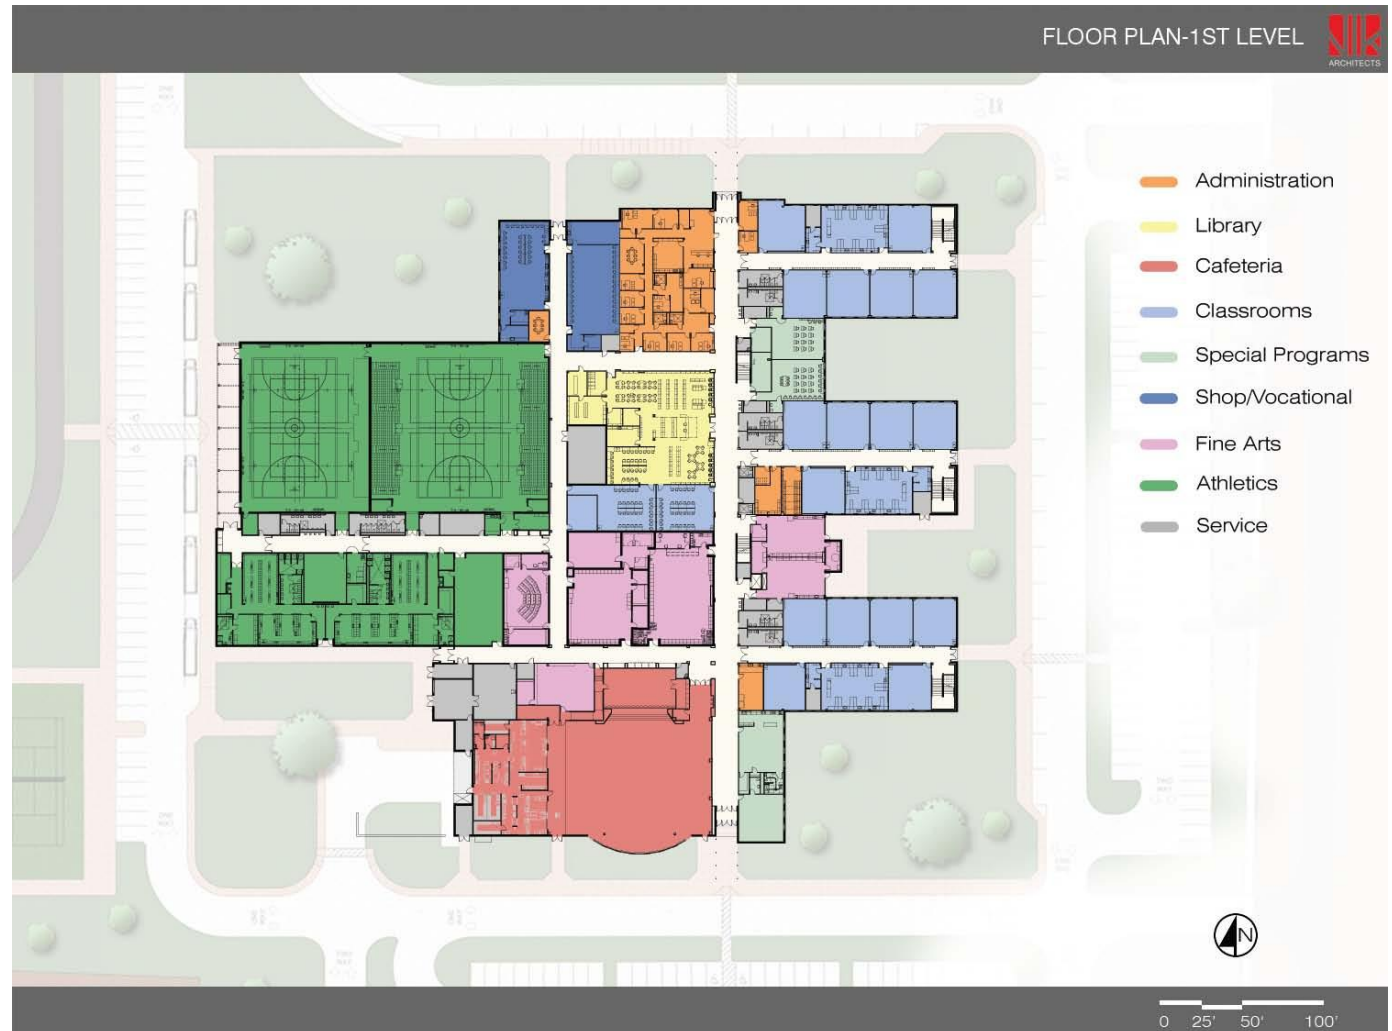 FLOOR PLAN-1ST LEVEL
ARCHITECTS
Administration
Library
Cafeteria
Classrooms
Special Programs
Shop/Vocational
Fine Arts
Athletics
Service
N
0 25' 50' 100'